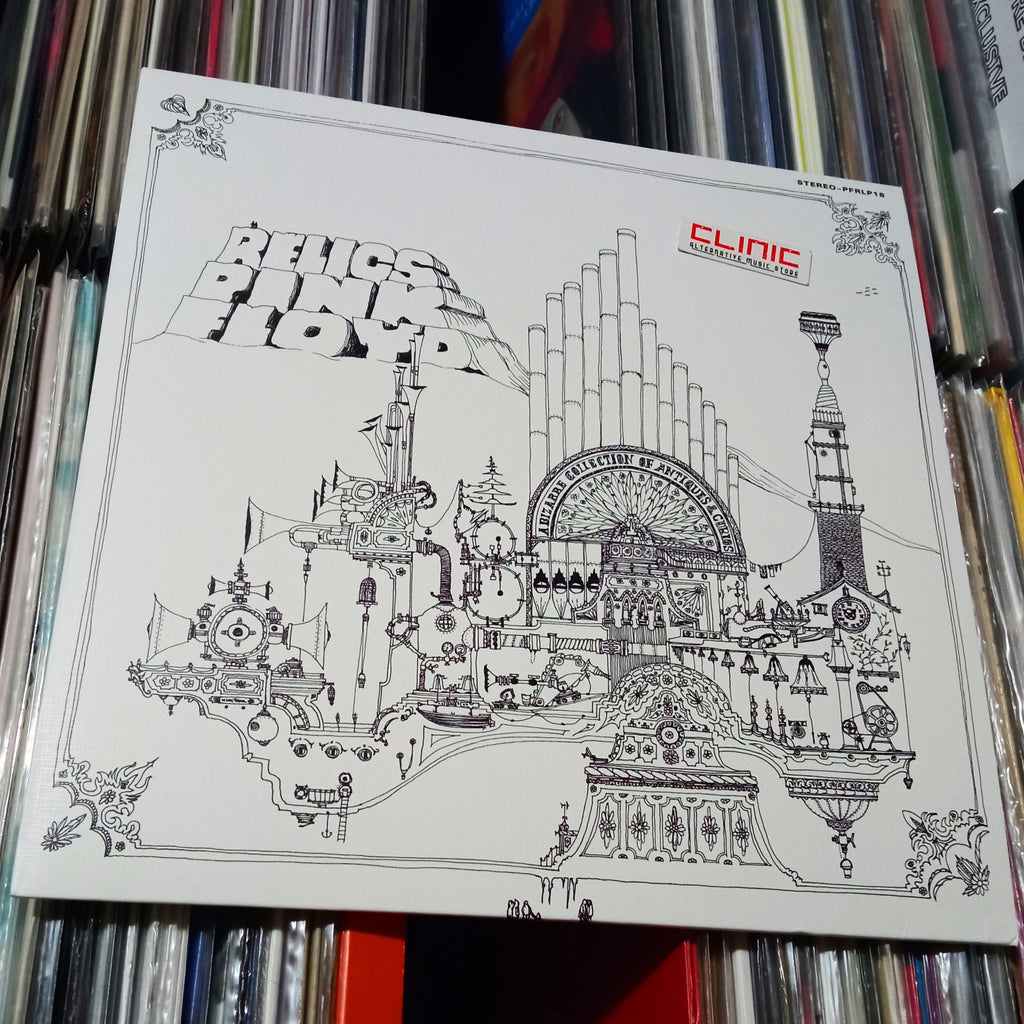 STEREO-PFRLP18
CLINIC
ALTERNATIVE MUSIC STORE
RELICS
PINK
FLOYD
A BIZARRE COLLECTION OF ANTIQUES & CURIOS
EXCLUSIVE